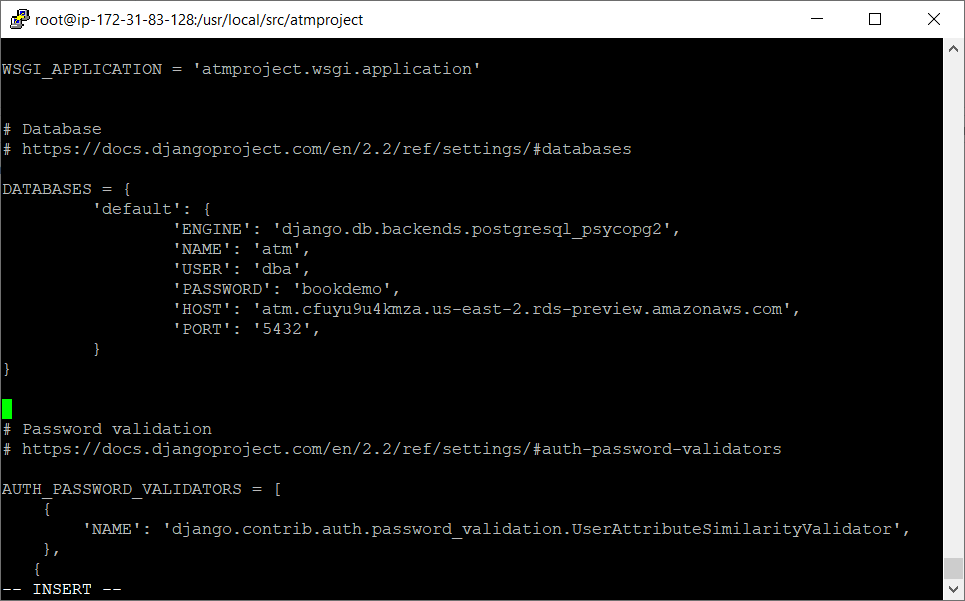 root@ip-172-31-83-128:/usr/local/src/atmproject
WSGI_APPLICATION = 'atmproject.wsgi.application'
# Database
# https://docs.djangoproject.com/en/2.2/ref/settings/#databases
DATABASES = {
'default': {
'ENGINE': 'django.db.backends.postgresql_psycopg2',
'NAME': 'atm',
'USER': 'dba',
'PASSWORD': 'bookdemo',
'HOST': 'atm.cfuyu9u4kmza.us-east-2.rds-preview.amazonaws.com',
'PORT': '5432',
}
}
# Password validation
# https://docs.djangoproject.com/en/2.2/ref/settings/#auth-password-validators
AUTH_PASSWORD_VALIDATORS = [
{
'NAME': 'django.contrib.auth.password_validation.UserAttributeSimilarityValidator',
},
{
-- INSERT --